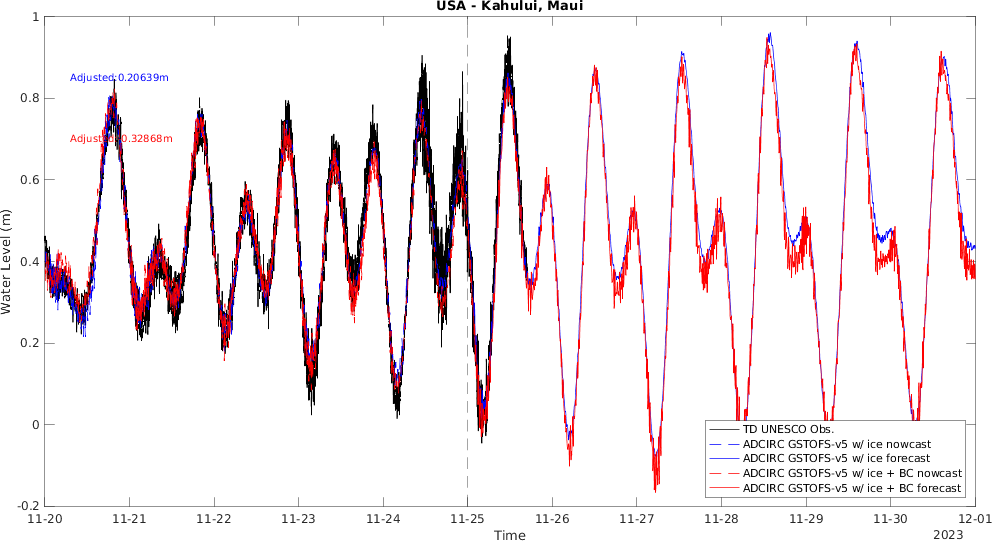 USA - Kahului, Maui
1
0.8
0.6
0.4
0.2
0
-0.2
Water Level (m)
Adjusted:0.20639m
Adjusted:0.32868m
TD UNESCO Obs.
ADCIRC GSTOFS-v5 w/ ice nowcast
ADCIRC GSTOFS-v5 w/ ice forecast
ADCIRC GSTOFS-v5 w/ ice + BC nowcast
ADCIRC GSTOFS-v5 w/ ice + BC forecast
11-20 11-21 11-22 11-23 11-24 11-25 11-26 11-27 11-28 11-29 11-30 12-01
Time
2023